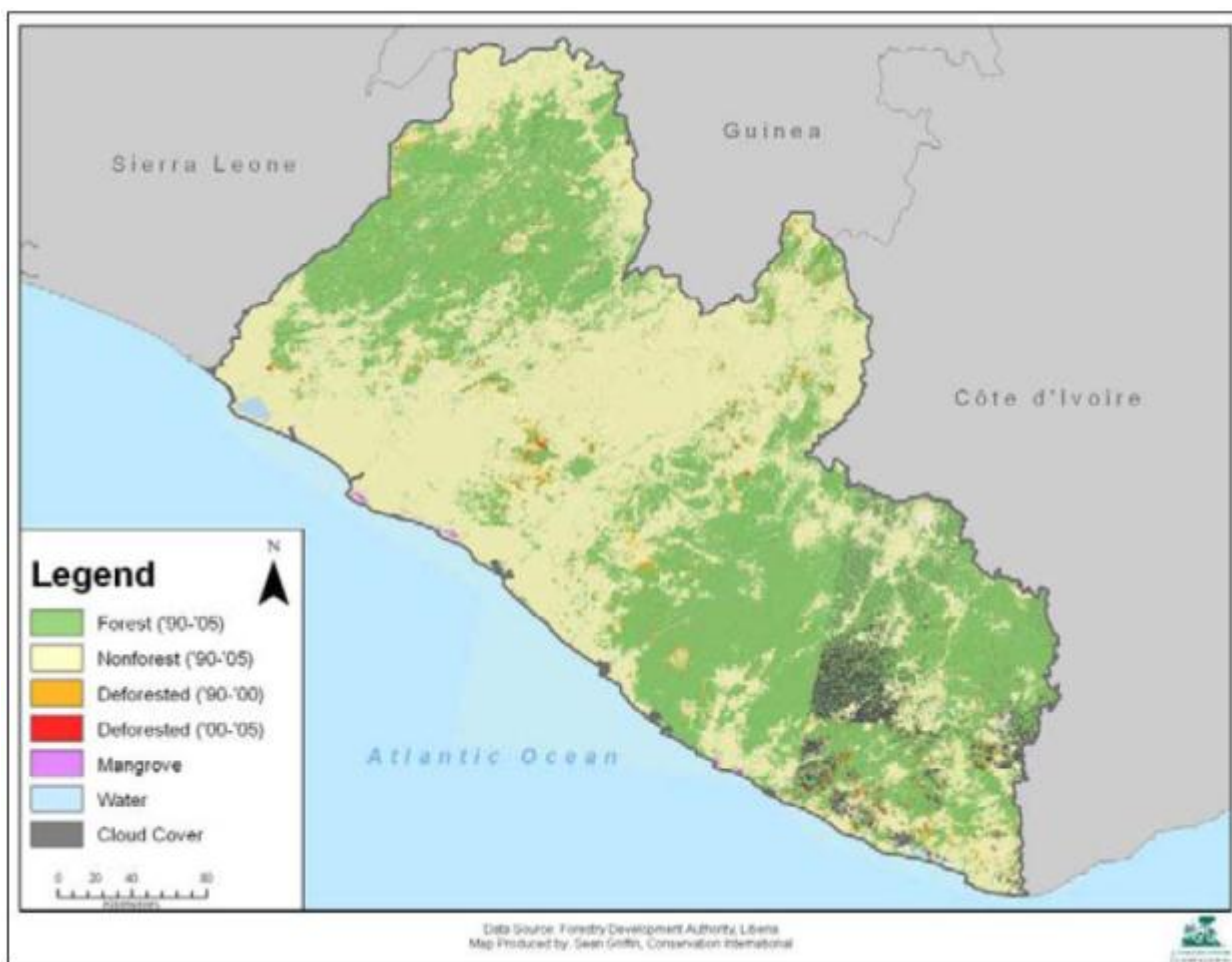 Guinea
Sierra Leone
Côte d'Ivoire
Atlantic Ocean
N
Legend
Forest ('90-'05)
Nonforest ('90-'05)
Deforested ('90-'00)
Deforested ('00-'05)
Mangrove
Water
Cloud Cover
0 20 40 80
Kilometers
Data Source: Forestry Development Authority, Liberia
Map Produced by: Sean Griffin, Conservation International